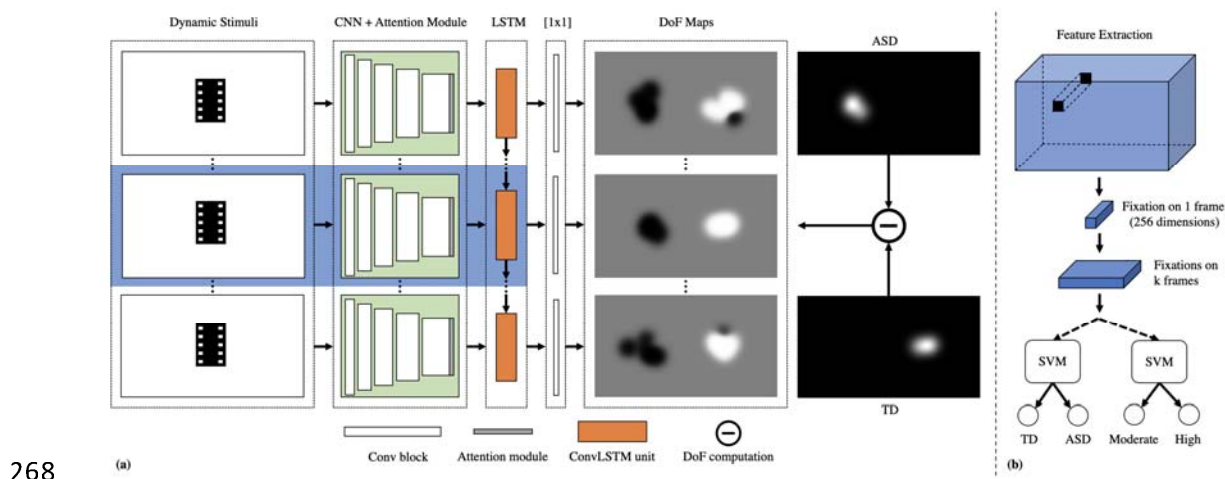 Dynamic Stimuli
CNN + Attention Module
LSTM
[1x1]
DoF Maps
ASD
TD
Conv block
Attention module
ConvLSTM unit
DoF computation
(a)
Feature Extraction
Fixation on 1 frame
(256 dimensions)
Fixations on
k frames
SVM
SVM
TD
ASD
Moderate
High
(b)
268